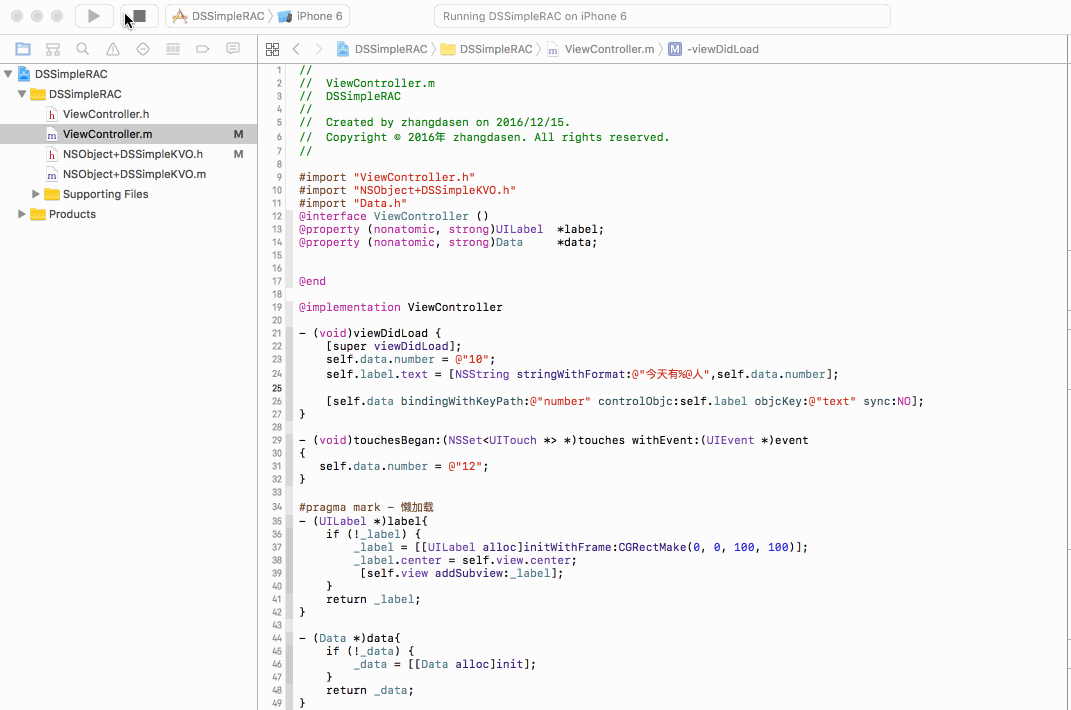 DSSimpleRAC iPhone 6 Running DSSimpleRAC on iPhone 6
DSSimpleRAC DSSimpleRAC ViewController.m M -viewDidLoad
DSSimpleRAC
DSSimpleRAC
h ViewController.h
m ViewController.m M
h NSObject+DSSimpleKVO.h M
m NSObject+DSSimpleKVO.m
Supporting Files
Products
1 //
2 //  ViewController.m
3 //  DSSimpleRAC
4 //
5 //  Created by zhangdasen on 2016/12/15.
6 //  Copyright © 2016年 zhangdasen. All rights reserved.
7 //
8
9 #import "ViewController.h"
10 #import "NSObject+DSSimpleKVO.h"
11 #import "Data.h"
12 @interface ViewController ()
13 @property (nonatomic, strong)UILabel  *label;
14 @property (nonatomic, strong)Data     *data;
15
16
17 @end
18
19 @implementation ViewController
20
21 - (void)viewDidLoad {
22     [super viewDidLoad];
23     self.data.number = @"10";
24     self.label.text = [NSString stringWithFormat:@"今天有%@人",self.data.number];
25
26     [self.data bindingWithKeyPath:@"number" controlObjc:self.label objcKey:@"text" sync:NO];
27 }
28
29 - (void)touchesBegan:(NSSet<UITouch *> *)touches withEvent:(UIEvent *)event
30 {
31    self.data.number = @"12";
32 }
33
34 #pragma mark - 懒加载
35 - (UILabel *)label{
36     if (!_label) {
37         _label = [[UILabel alloc]initWithFrame:CGRectMake(0, 0, 100, 100)];
38         _label.center = self.view.center;
39          [self.view addSubview:_label];
40     }
41     return _label;
42 }
43
44 - (Data *)data{
45     if (!_data) {
46         _data = [[Data alloc]init];
47     }
48     return _data;
49 }